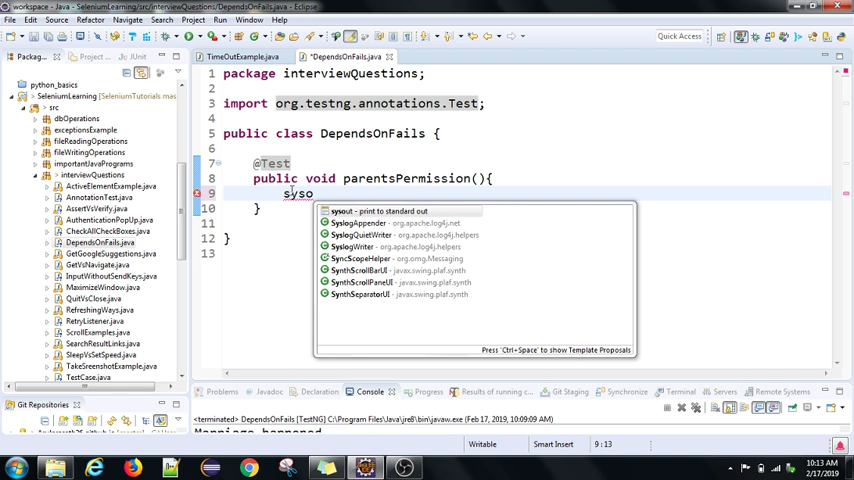 workspace - Java - SeleniumLearning/src/interviewQuestions/DependsOnFails.java - Eclipse
File Edit Source Refactor Navigate Search Project Run Window Help
Quick Access
Packag...
Project ...
JUnit
TimeOutExample.java
*DependsOnFails.java
python_basics
SeleniumLearning (SeleniumTutorials mast
src
dbOperations
exceptionsExample
fileReadingOperations
fileWritingOperations
importantJavaPrograms
interviewQuestions
ActiveElementExample.java
AnnotationTest.java
AssertVsVerify.java
CheckAllCheckBoxes.java
DependsOnFails.java
GetGoogleSuggestions.java
GetVsNavigate.java
InputWithoutSendKeys.java
MaximizeWindow.java
QuitVsClose.java
RefreshingWays.java
RetryListener.java
ScrollExamples.java
SearchResultLinks.java
SleepVsSetSpeed.java
TakeScreenshotExample.java
TestCase.java
1 package interviewQuestions;
2
3 import org.testng.annotations.Test;
4
5 public class DependsOnFails {
6
7 @Test
8 public void parentsPermission(){
9 syso
10 }
11
12 }
13
sysout - print to standard out
SyslogAppender - org.apache.log4j.net
SyslogQuietWriter - org.apache.log4j.helpers
SyslogWriter - org.apache.log4j.helpers
SyncScopeHelper - org.omg.Messaging
SynthScrollBarUI - javax.swing.plaf.synth
SynthScrollPaneUI - javax.swing.plaf.synth
SynthSeparatorUI - javax.swing.plaf.synth
Press 'Ctrl+Space' to show Template Proposals
Git Repositories
Problems Javadoc Declaration Console Progress Results of running c... Git Staging Synchronize Terminal Servers Remote Systems
<terminated> DependsOnFails [TestNG] C:\Program Files\Java\jre8\bin\javaw.exe (Feb 17, 2019, 10:09:09 AM)
Marriage happened
Writable
Smart Insert
9 : 13
10:13 AM
2/17/2019